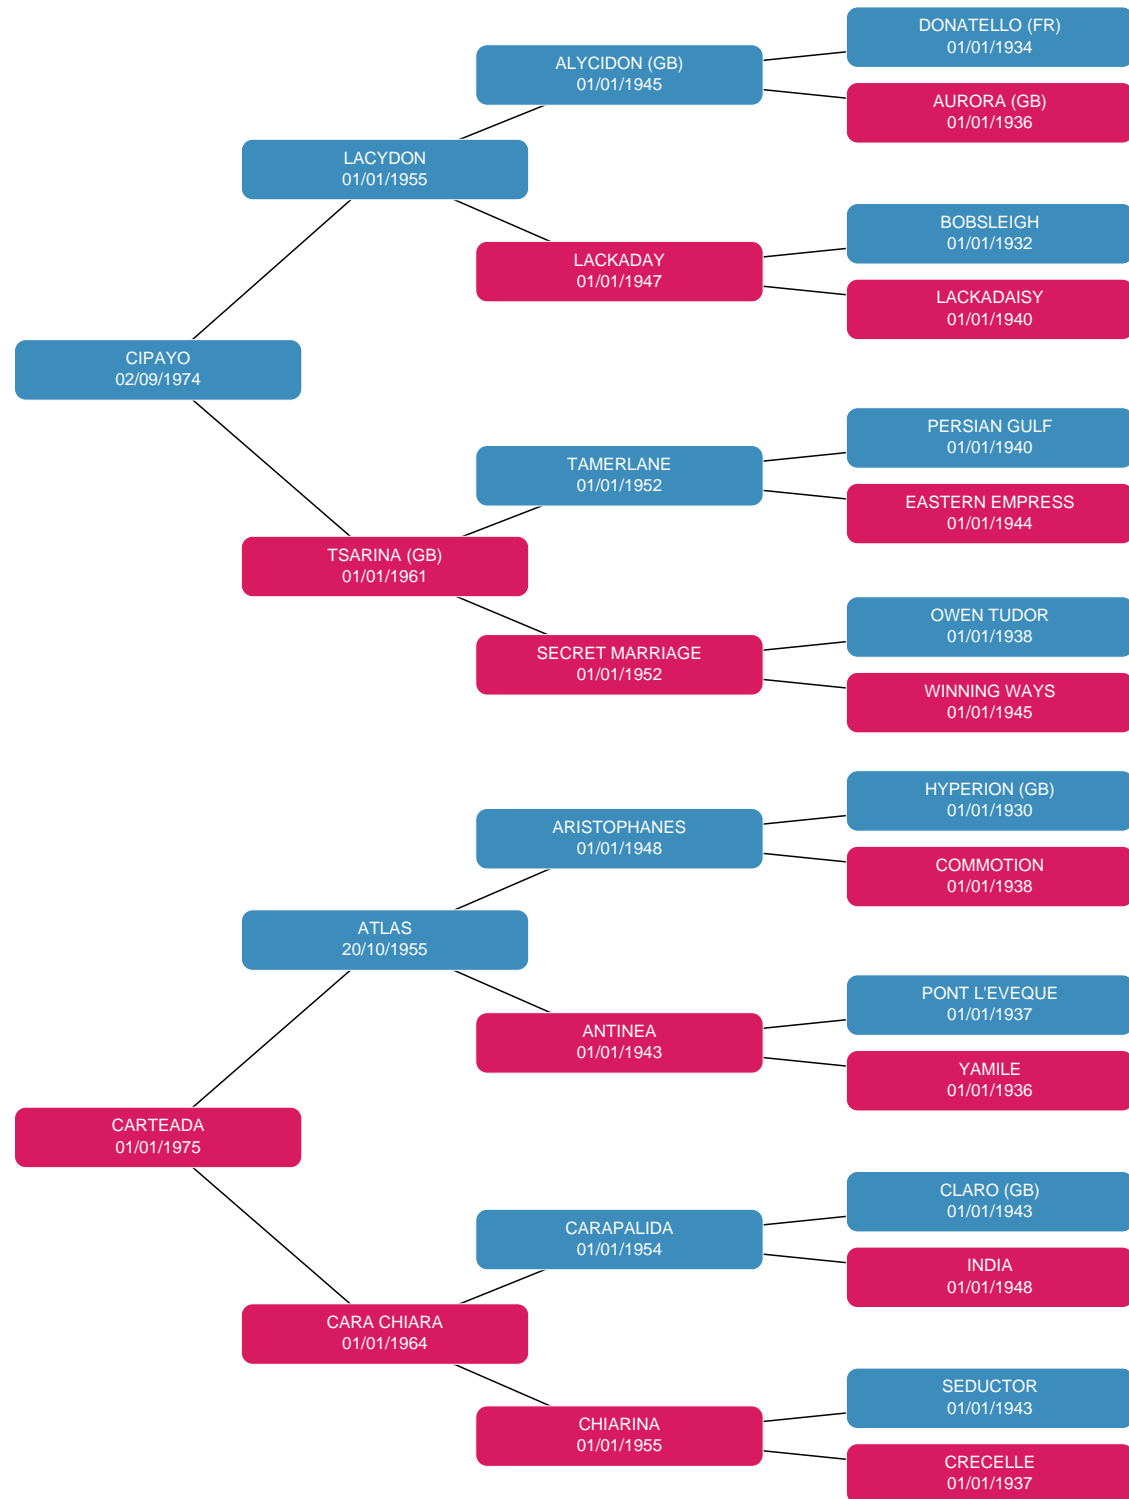 DONATELLO (FR)
01/01/1934
ALYCIDON (GB)
01/01/1945
AURORA (GB)
01/01/1936
LACYDON
01/01/1955
BOBSLEIGH
01/01/1932
LACKADAY
01/01/1947
LACKADAISY
01/01/1940
CIPAYO
02/09/1974
PERSIAN GULF
01/01/1940
TAMERLANE
01/01/1952
EASTERN EMPRESS
01/01/1944
TSARINA (GB)
01/01/1961
OWEN TUDOR
01/01/1938
SECRET MARRIAGE
01/01/1952
WINNING WAYS
01/01/1945
HYPERION (GB)
01/01/1930
ARISTOPHANES
01/01/1948
COMMOTION
01/01/1938
ATLAS
20/10/1955
PONT L'EVEQUE
01/01/1937
ANTINEA
01/01/1943
YAMILE
01/01/1936
CARTEADA
01/01/1975
CLARO (GB)
01/01/1943
CARAPALIDA
01/01/1954
INDIA
01/01/1948
CARA CHIARA
01/01/1964
SEDUCTOR
01/01/1943
CHIARINA
01/01/1955
CRECELLE
01/01/1937